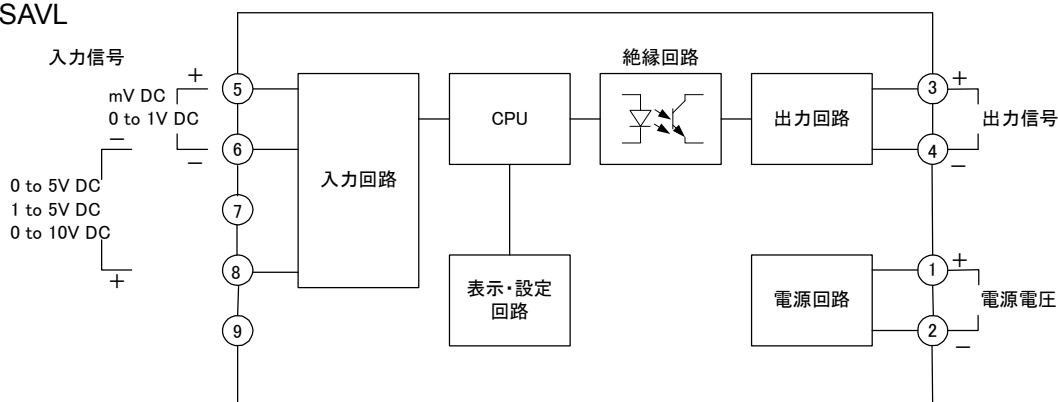 SAVL
入力信号
+
mV DC
0 to 1V DC
−
−
0 to 5V DC
1 to 5V DC
0 to 10V DC
+
5
6
7
8
9
入力回路
CPU
表示・設定
回路
絶縁回路
出力回路
電源回路
3
+
出力信号
4
−
1
+
電源電圧
2
−